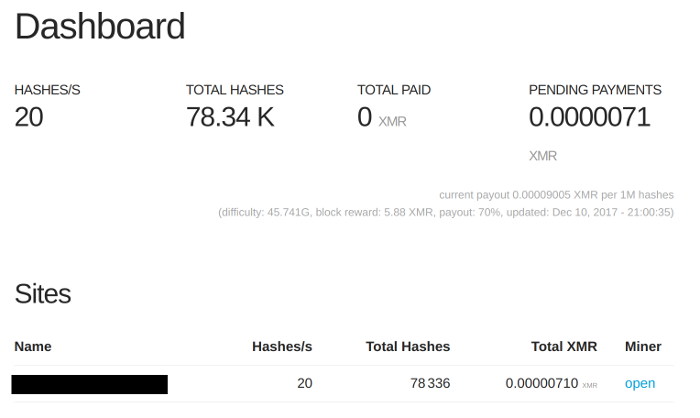 Dashboard
HASHES/S TOTAL HASHES TOTAL PAID PENDING PAYMENTS
20 78.34 K 0 XMR 0.0000071
XMR
current payout 0.00009005 XMR per 1M hashes
(difficulty: 45.741G, block reward: 5.88 XMR, payout: 70%, updated: Dec 10, 2017 - 21:00:35)
Sites
Name Hashes/s Total Hashes Total XMR Miner
20 78 336 0.00000710 XMR open